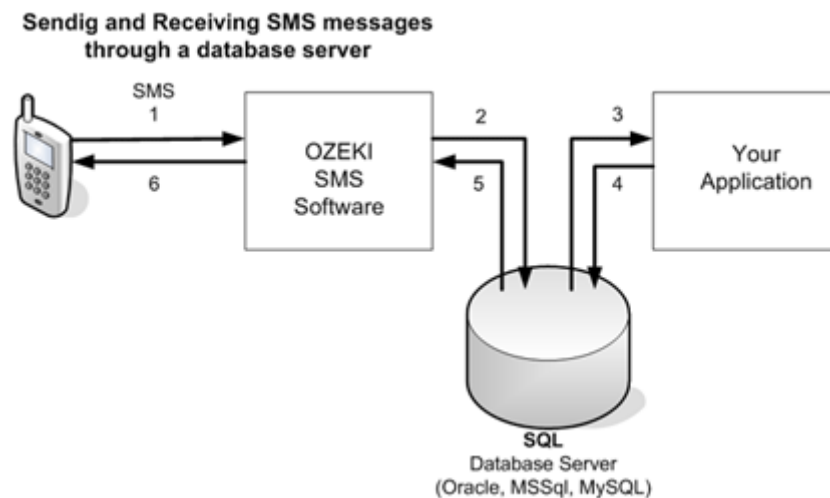 Sendig and Receiving SMS messages
through a database server
SMS
1
6
OZEKI
SMS
Software
2
5
3
4
Your
Application
SQL
Database Server
(Oracle, MSSql, MySQL)